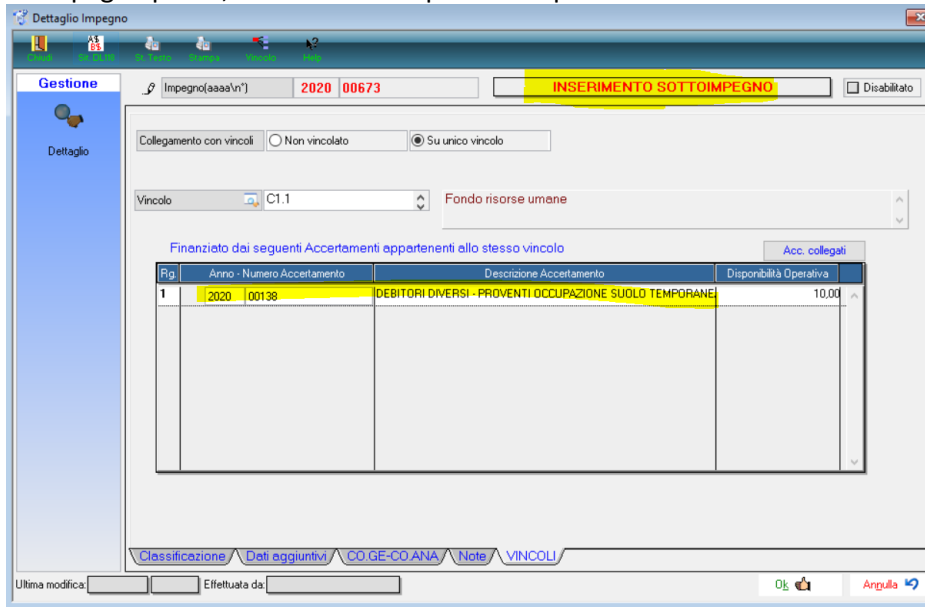 Dettaglio Impegno
Chiudi Sit. DL118 St. Testo Stampa Vincolo Help
Gestione
Impegno(aaaa\n°) 2020 00673 INSERIMENTO SOTTOIMPEGNO Disabilitato
Dettaglio
Collegamento con vincoli Non vincolato Su unico vincolo
Vincolo C1.1 Fondo risorse umane
Finanziato dai seguenti Accertamenti appartenenti allo stesso vincolo Acc. collegati
Rg. Anno - Numero Accertamento Descrizione Accertamento Disponibilità Operativa
1 2020 00138 DEBITORI DIVERSI - PROVENTI OCCUPAZIONE SUOLO TEMPORANE 10,00
Classificazione Dati aggiuntivi CO.GE-CO.ANA Note VINCOLI
Ultima modifica: Effettuata da: Ok Annulla